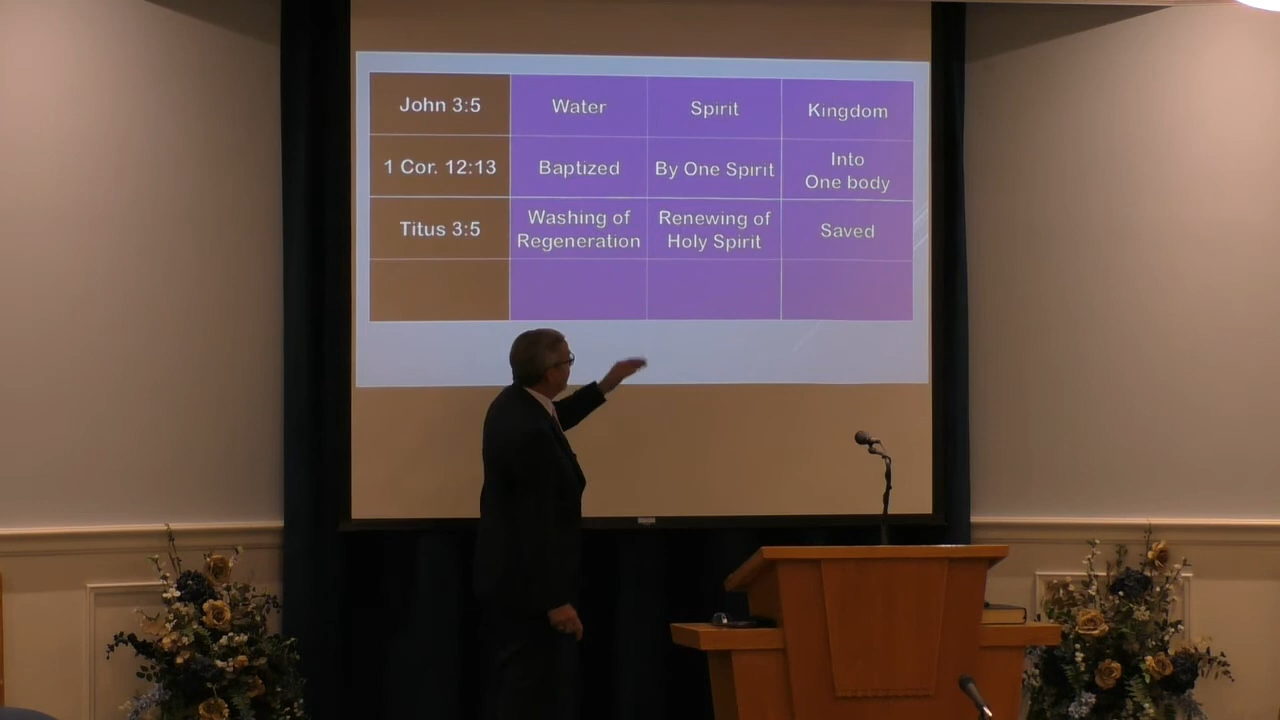 John 3:5 Water Spirit Kingdom
1 Cor. 12:13 Baptized By One Spirit Into
One body
Titus 3:5 Washing of
Regeneration Renewing of
Holy Spirit Saved